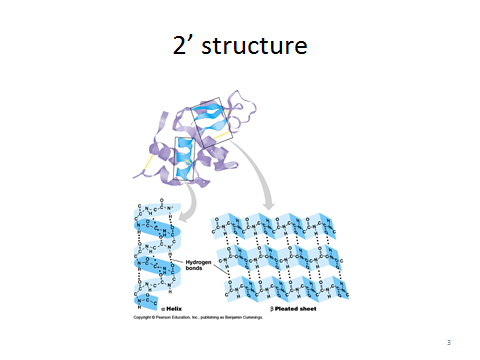 2’ structure
Hydrogen
bonds
α Helix
β Pleated sheet
Copyright © Pearson Education, Inc., publishing as Benjamin Cummings.
3